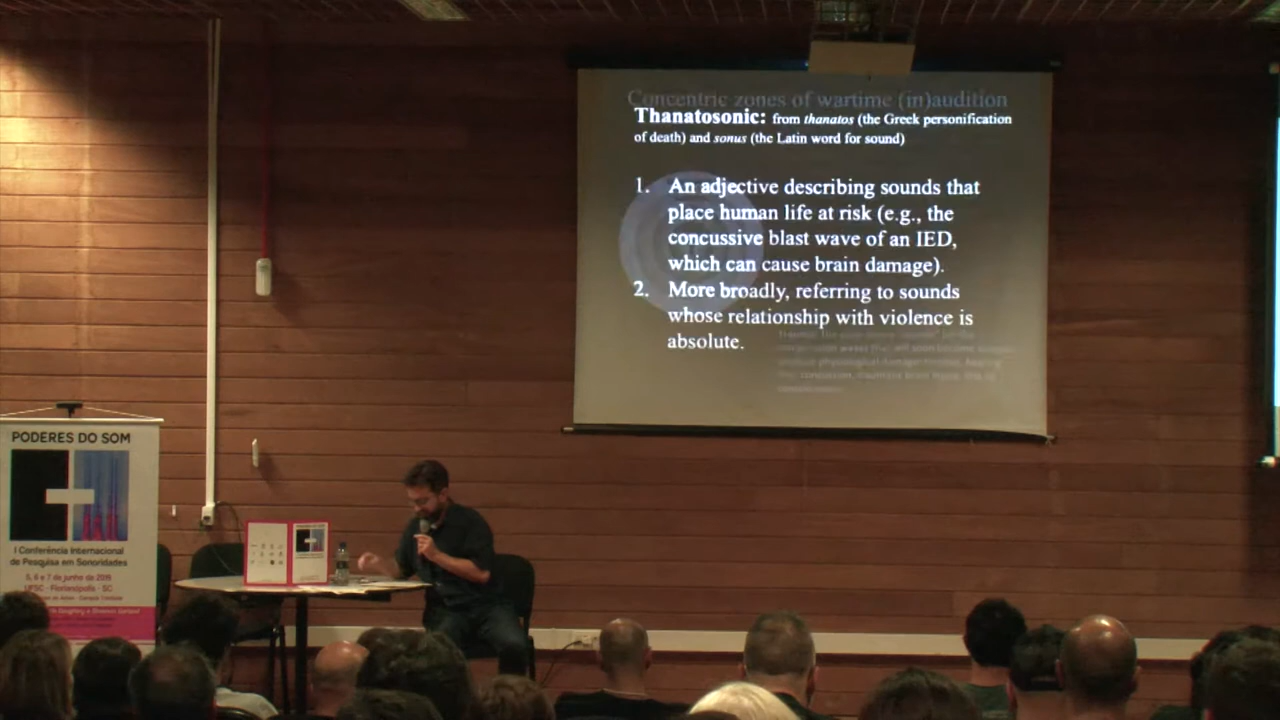 Concentric zones of wartime (in)audition
Thanatosonic: from thanatos (the Greek personification
of death) and sonus (the Latin word for sound)
1. An adjective describing sounds that
place human life at risk (e.g., the
concussive blast wave of an IED,
which can cause brain damage).
2. More broadly, referring to sounds
whose relationship with violence is
absolute.
PODERES DO SOM
I Conferência Internacional
de Pesquisa em Sonoridades
5, 6 e 7 de junho de 2019
UFSC - Florianópolis - SC